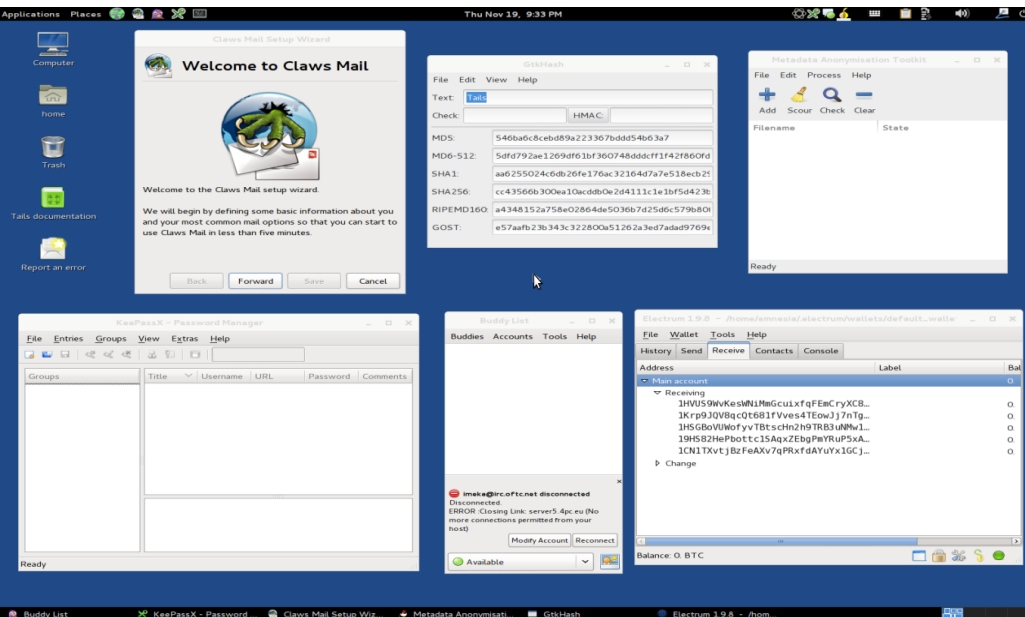 Applications Places
Thu Nov 19, 9:33 PM
Computer
home
Trash
Tails documentation
Report an error
Claws Mail Setup Wizard
Welcome to Claws Mail
Welcome to the Claws Mail setup wizard.
We will begin by defining some basic information about you
and your most common mail options so that you can start to
use Claws Mail in less than five minutes.
Back Forward Save Cancel
GtkHash
File Edit View Help
Text: Tails
Check: HMAC:
MD5: 546ba6c8cebd89a223367bddd54b63a7
MD6-512: 5dfd792ae1269df61bf360748dddcff1f42f860fd
SHA1: aa6255024c6db26fe176ac32164d7a7e518ecb29
SHA256: cc43566b300ea10acddb0e2d4111c1e1bf5d423b
RIPEMD160: a4348152a758e02864de5036b7d25d6c579b80f
GOST: e57aafb23b343c322800a51262a3ed7adad9769e
Metadata Anonymisation Toolkit
File Edit Process Help
Add Scour Check Clear
Filename State
Ready
KeePassX - Password Manager
File Entries Groups View Extras Help
Groups
Title Username URL Password Comments
Ready
Buddy List
Buddies Accounts Tools Help
imeka@irc.oftc.net disconnected
Disconnected.
ERROR :Closing Link: server5.4pc.eu (No
more connections permitted from your
host)
Modify Account Reconnect
Available
Electrum 1.9.8 - /home/amnesia/.electrum/wallets/default_walle
File Wallet Tools Help
History Send Receive Contacts Console
Address Label Bal
Main account 0.
Receiving
1HVUS9WvKesWNiMmGcuixfqFEmCryXC8... 0.
1Krp9JQV8qcQt681fVves4TEowJj7nTg... 0.
1HSGBoVUWofyvTBtscHn2h9TRB3uNMw1... 0.
19HS82HePbottc1SAqxZEbgPmYRuP5xA... 0.
1CN1TXvtjBzFeAXv7qPRxfdAYuYx1GCj... 0.
Change
Balance: 0. BTC
Buddy List KeePassX - Password... Claws Mail Setup Wiz... Metadata Anonymisati... GtkHash Electrum 1.9.8 - /hom...